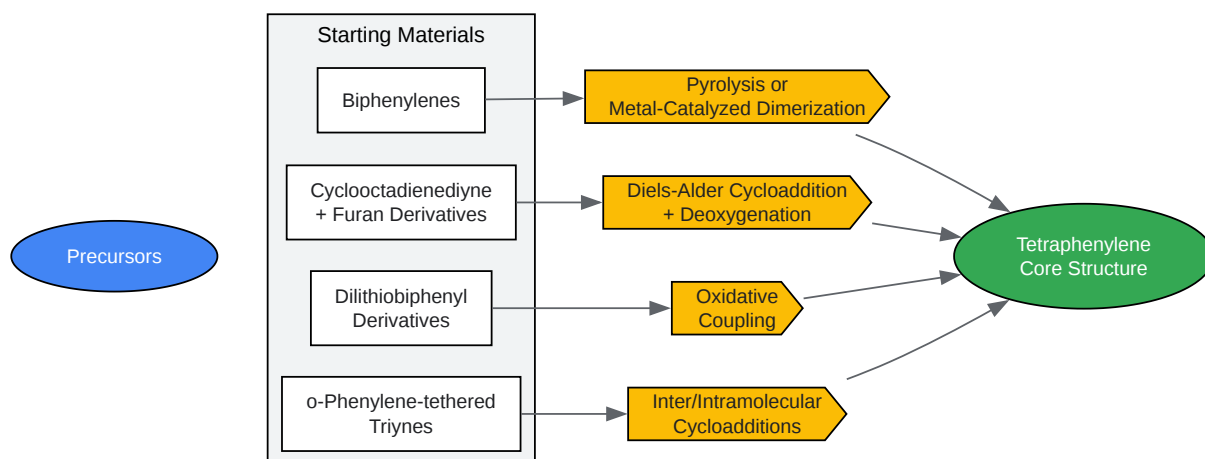 Starting Materials
Biphenylenes
Pyrolysis or
Metal-Catalyzed Dimerization
Cyclooctadienediyne
+ Furan Derivatives
Diels-Alder Cycloaddition
+ Deoxygenation
Precursors
Tetraphenylene
Core Structure
Dilithiobiphenyl
Derivatives
Oxidative
Coupling
o-Phenylene-tethered
Triynes
Inter/Intramolecular
Cycloadditions